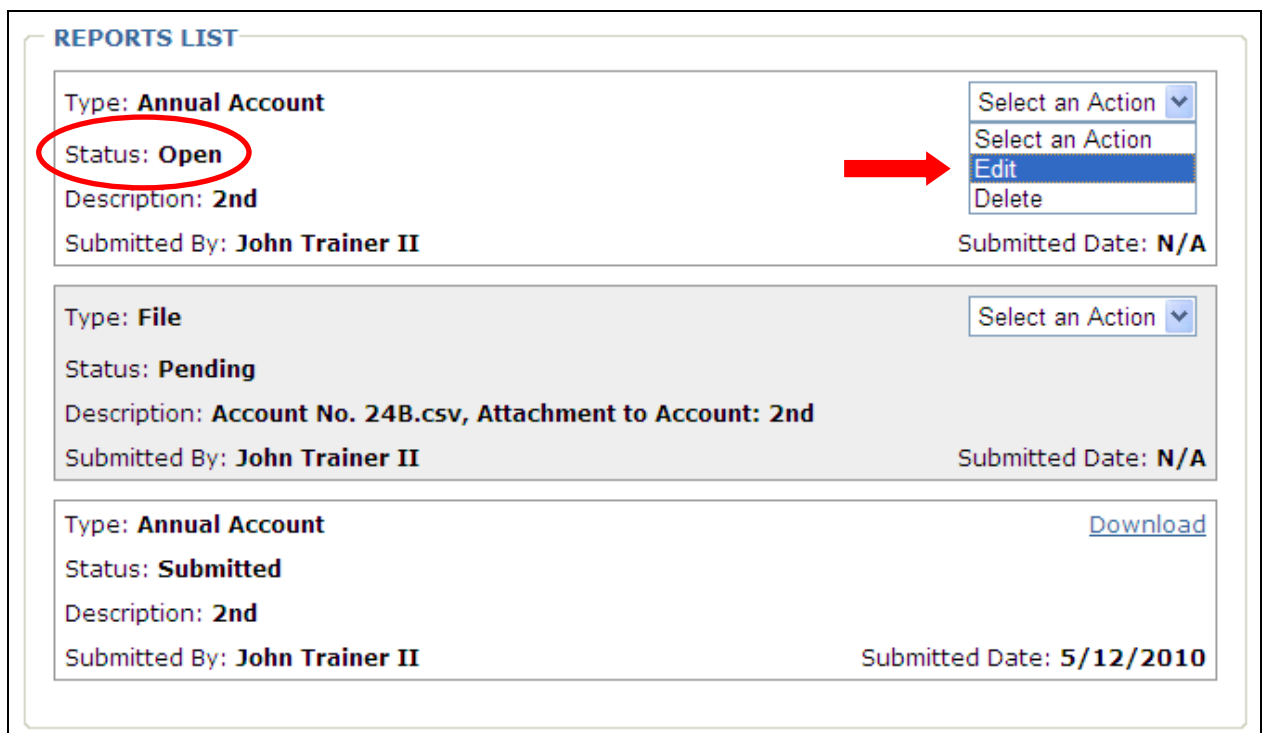 REPORTS LIST
Type: Annual Account
Select an Action
Select an Action
Status: Open
Edit
Description: 2nd
Delete
Submitted By: John Trainer II
Submitted Date: N/A
Type: File
Select an Action
Status: Pending
Description: Account No. 24B.csv, Attachment to Account: 2nd
Submitted By: John Trainer II
Submitted Date: N/A
Type: Annual Account
Download
Status: Submitted
Description: 2nd
Submitted By: John Trainer II
Submitted Date: 5/12/2010